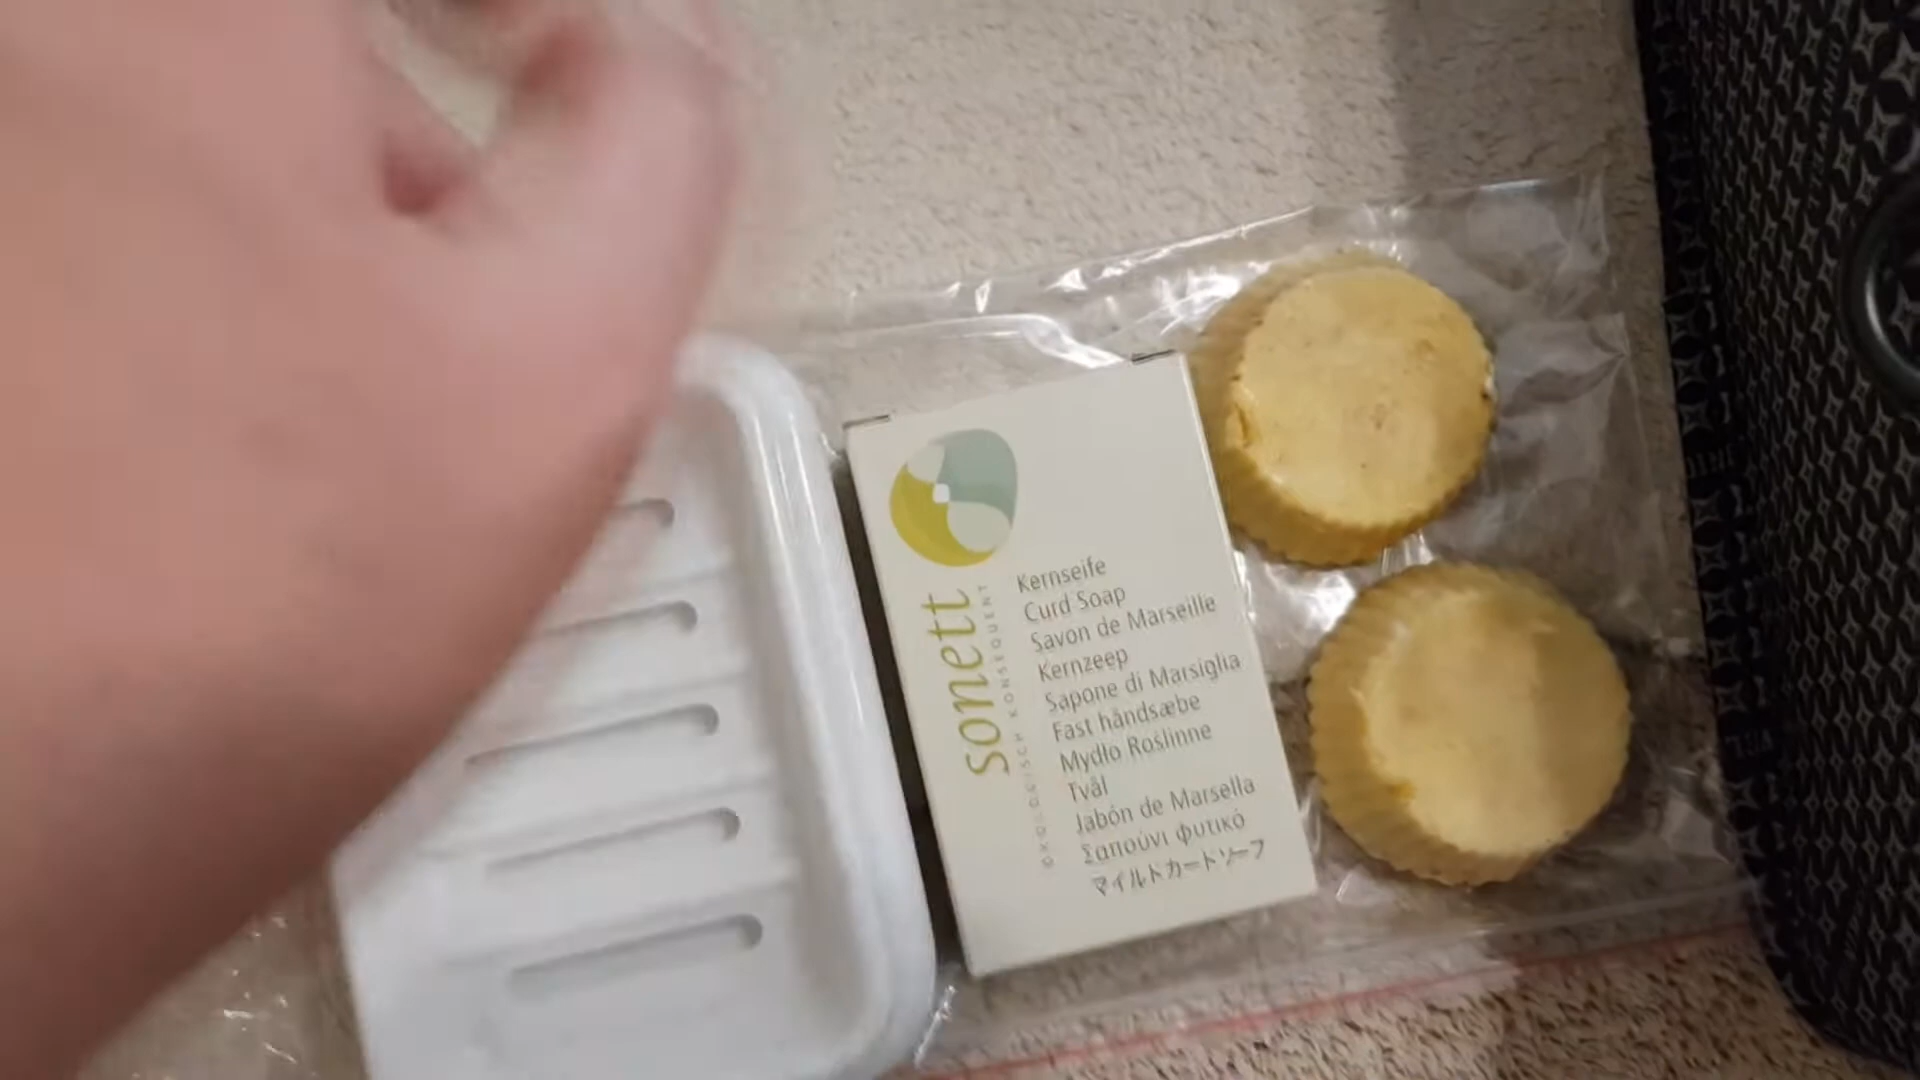 sonett
ÖKOLOGISCH KONSEQUENT
Kernseife
Curd Soap
Savon de Marseille
Kernzeep
Sapone di Marsiglia
Fast håndsæbe
Mydło Roślinne
Tvål
Jabón de Marsella
Σαπούνι φυτικό
マイルドカードソープ